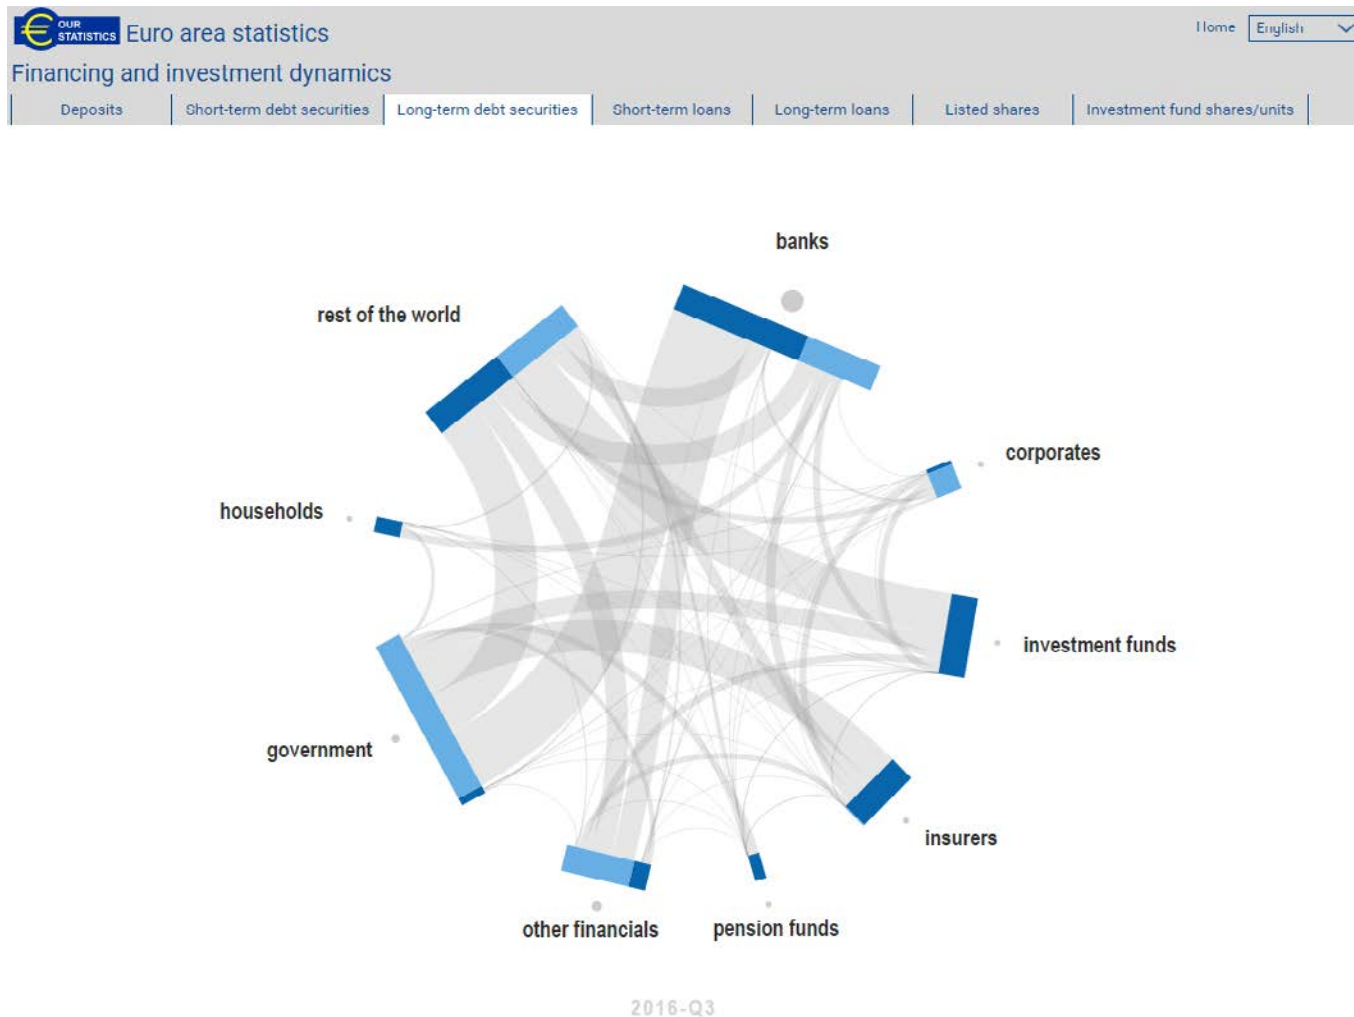 OUR
STATISTICS
Euro area statistics
Home
English
Financing and investment dynamics
Deposits
Short-term debt securities
Long-term debt securities
Short-term loans
Long-term loans
Listed shares
Investment fund shares/units
banks
rest of the world
corporates
households
investment funds
government
insurers
other financials
pension funds
2016-Q3